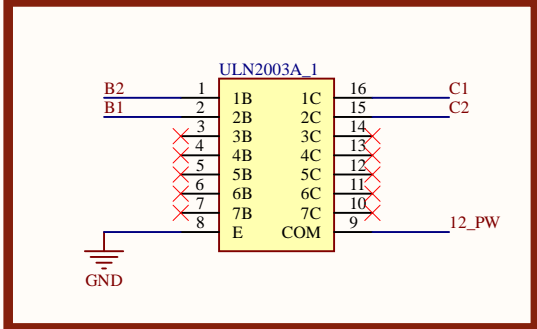 ULN2003A_1
B2 1 1B 1C 16 C1
B1 2 2B 2C 15 C2
3 3B 3C 14
4 4B 4C 13
5 5B 5C 12
6 6B 6C 11
7 7B 7C 10
8 E COM 9 12_PW
GND